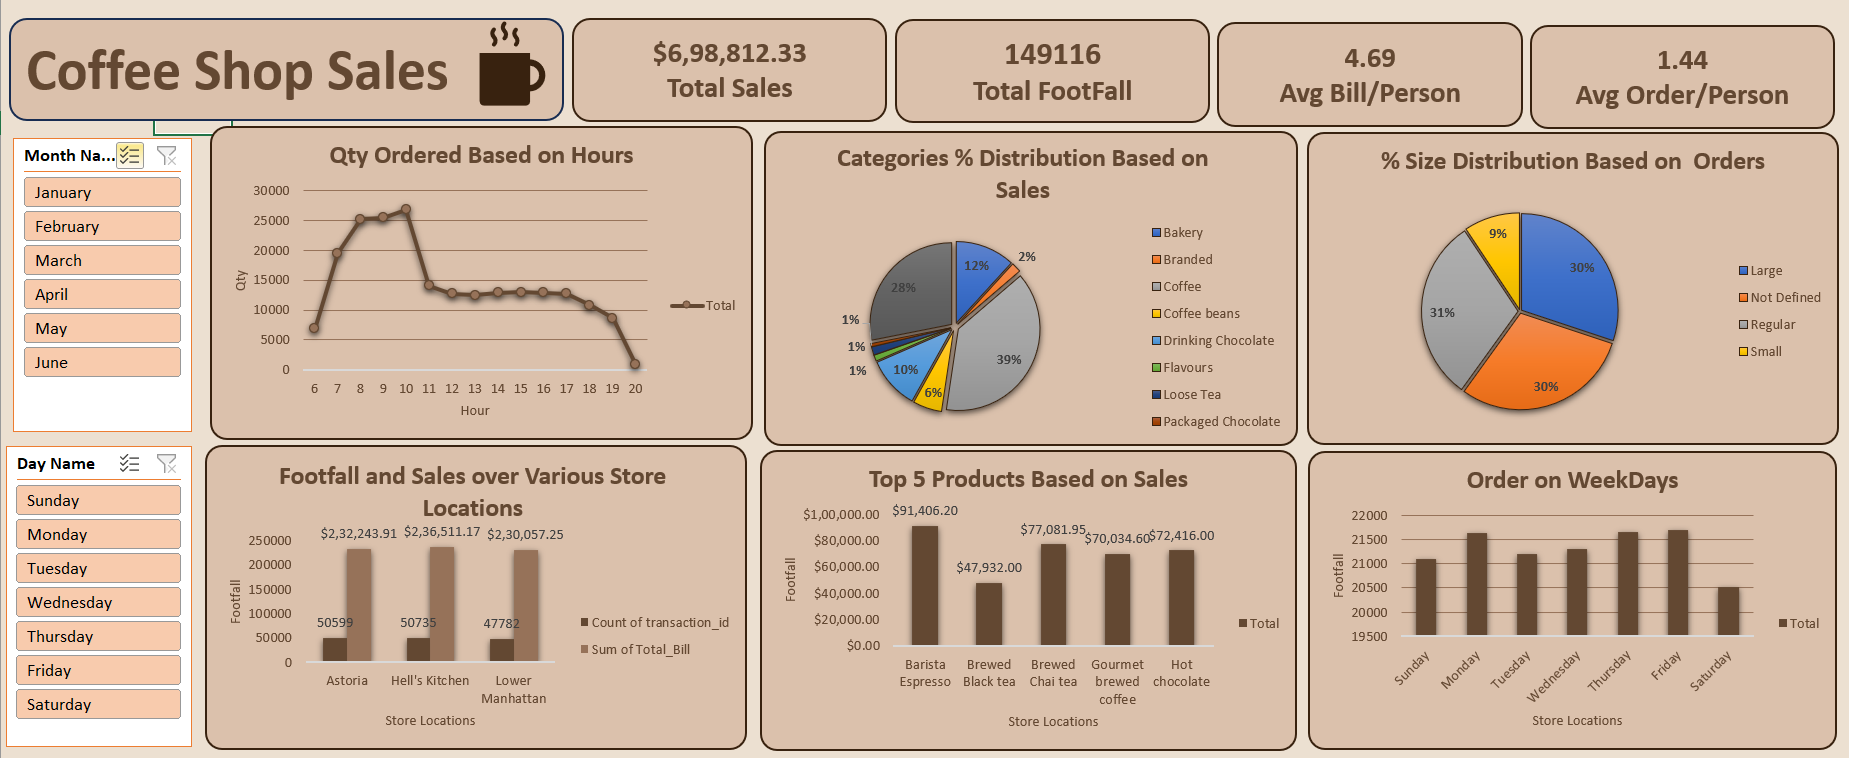 Coffee Shop Sales
$6,98,812.33
Total Sales
149116
Total FootFall
4.69
Avg Bill/Person
1.44
Avg Order/Person
Month Na...
January
February
March
April
May
June
Day Name
Sunday
Monday
Tuesday
Wednesday
Thursday
Friday
Saturday
Qty Ordered Based on Hours
30000
25000
20000
15000
10000
5000
0
Qty
6 7 8 9 10 11 12 13 14 15 16 17 18 19 20
Hour
Total
Categories % Distribution Based on
Sales
12%
2%
39%
6%
10%
1%
1%
1%
28%
Bakery
Branded
Coffee
Coffee beans
Drinking Chocolate
Flavours
Loose Tea
Packaged Chocolate
% Size Distribution Based on  Orders
30%
30%
31%
9%
Large
Not Defined
Regular
Small
Footfall and Sales over Various Store
Locations
$2,32,243.91 $2,36,511.17 $2,30,057.25
250000
200000
150000
100000
50000
0
Footfall
50599 50735 47782
Astoria Hell's Kitchen Lower
Manhattan
Store Locations
Count of transaction_id
Sum of Total_Bill
Top 5 Products Based on Sales
$1,00,000.00
$80,000.00
$60,000.00
$40,000.00
$20,000.00
$0.00
Footfall
$91,406.20
$47,932.00
$77,081.95
$70,034.60
$72,416.00
Barista
Espresso
Brewed
Black tea
Brewed
Chai tea
Gourmet
brewed
coffee
Hot
chocolate
Store Locations
Total
Order on WeekDays
22000
21500
21000
20500
20000
19500
Footfall
Sunday
Monday
Tuesday
Wednesday
Thursday
Friday
Saturday
Store Locations
Total